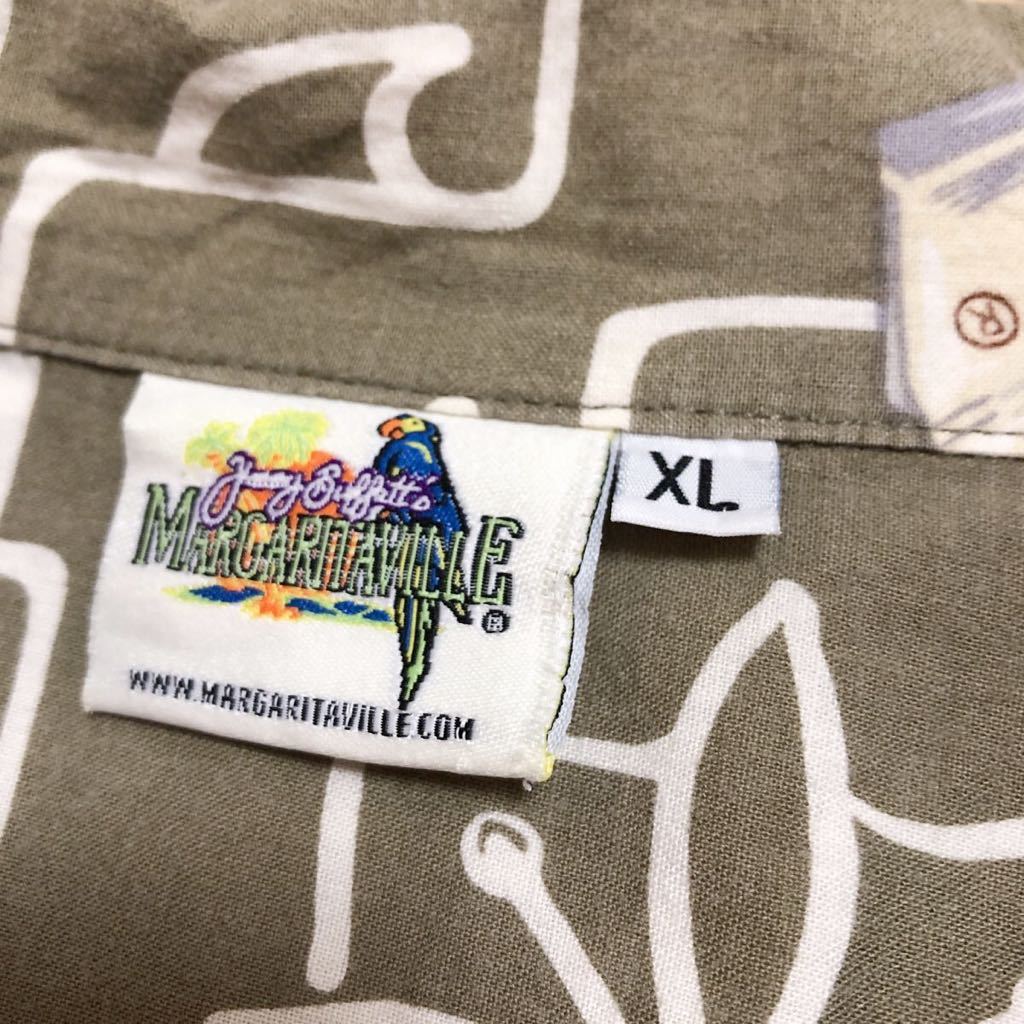 Jimmy Buffett's
MARGARITAVILLE®
WWW.MARGARITAVILLE.COM
XL
®